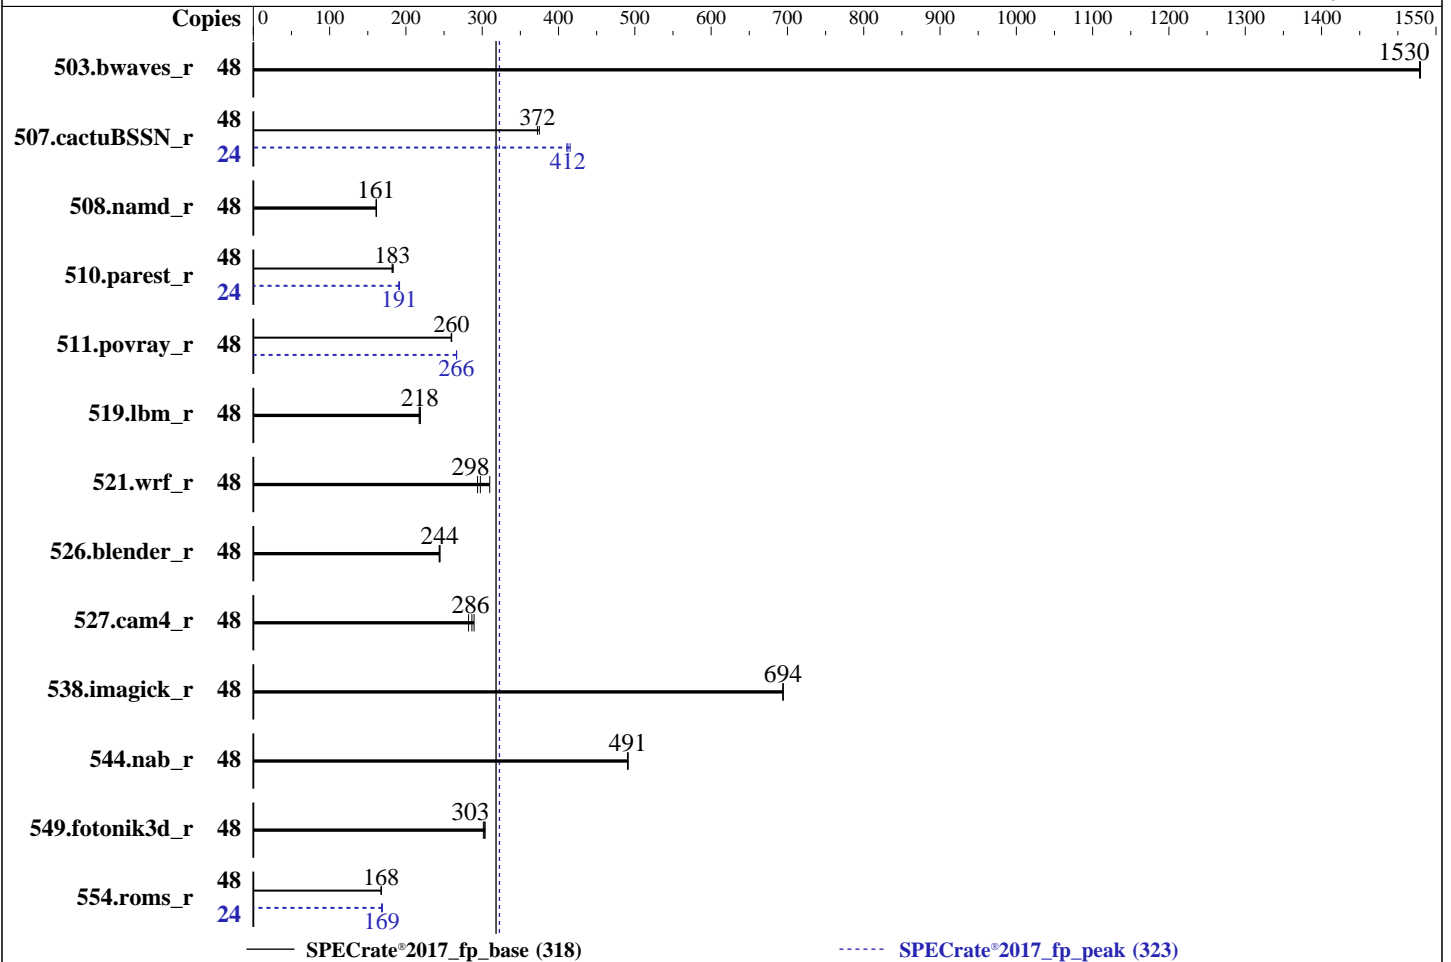 Copies 0 100 200 300 400 500 600 700 800 900 1000 1100 1200 1300 1400 1550
503.bwaves_r 48 1530
507.cactuBSSN_r 48 372
24 412
508.namd_r 48 161
510.parest_r 48 183
24 191
511.povray_r 48 260
266
519.lbm_r 48 218
521.wrf_r 48 298
526.blender_r 48 244
527.cam4_r 48 286
538.imagick_r 48 694
544.nab_r 48 491
549.fotonik3d_r 48 303
554.roms_r 48 168
24 169
SPECrate®2017_fp_base (318) SPECrate®2017_fp_peak (323)